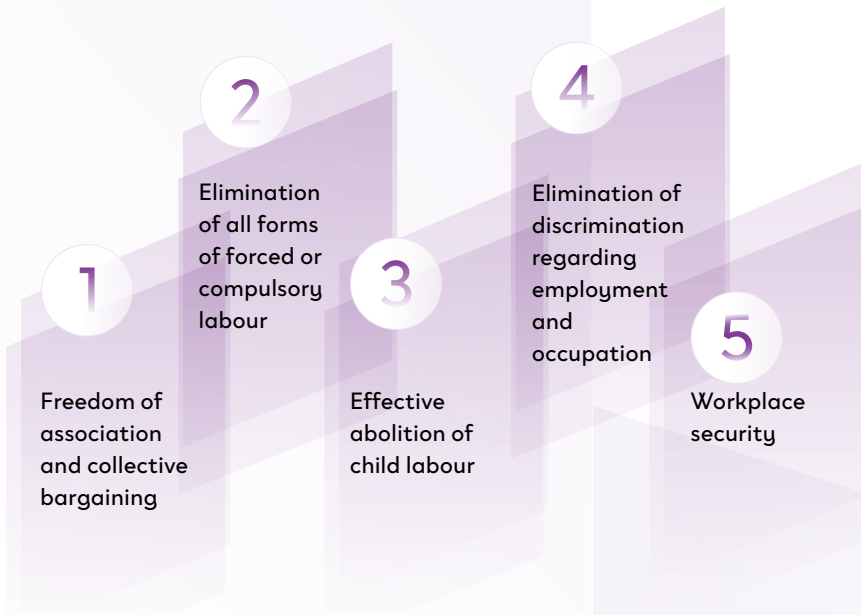 1
Freedom of
association
and collective
bargaining
2
Elimination
of all forms
of forced or
compulsory
labour
3
Effective
abolition of
child labour
4
Elimination of
discrimination
regarding
employment
and
occupation
5
Workplace
security